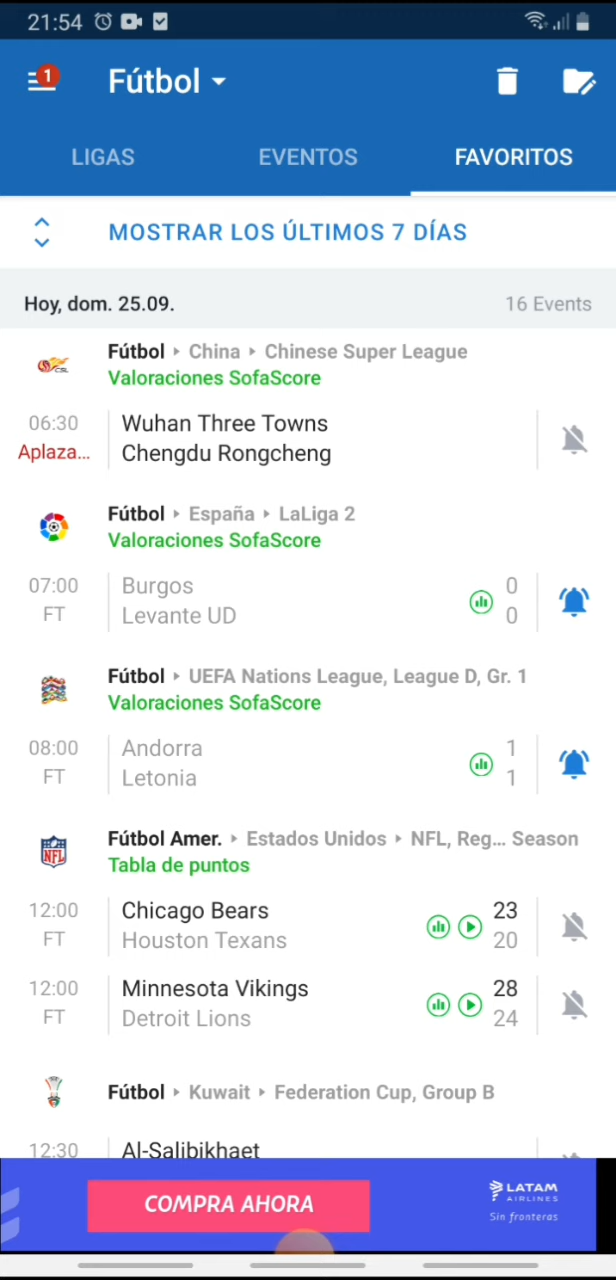 21:54
1
Fútbol
LIGAS EVENTOS FAVORITOS
MOSTRAR LOS ÚLTIMOS 7 DÍAS
Hoy, dom. 25.09. 16 Events
Fútbol China Chinese Super League
CSL
Valoraciones SofaScore
06:30 Wuhan Three Towns
Aplaza... Chengdu Rongcheng
Fútbol España LaLiga 2
Valoraciones SofaScore
07:00 Burgos 0
FT Levante UD 0
Fútbol UEFA Nations League, League D, Gr. 1
Valoraciones SofaScore
08:00 Andorra 1
FT Letonia 1
Fútbol Amer. Estados Unidos NFL, Reg... Season
NFL
Tabla de puntos
12:00 Chicago Bears 23
FT Houston Texans 20
12:00 Minnesota Vikings 28
FT Detroit Lions 24
Fútbol Kuwait Federation Cup, Group B
12:30 Al-Salibikhaet
COMPRA AHORA
LATAM
AIRLINES
Sin fronteras